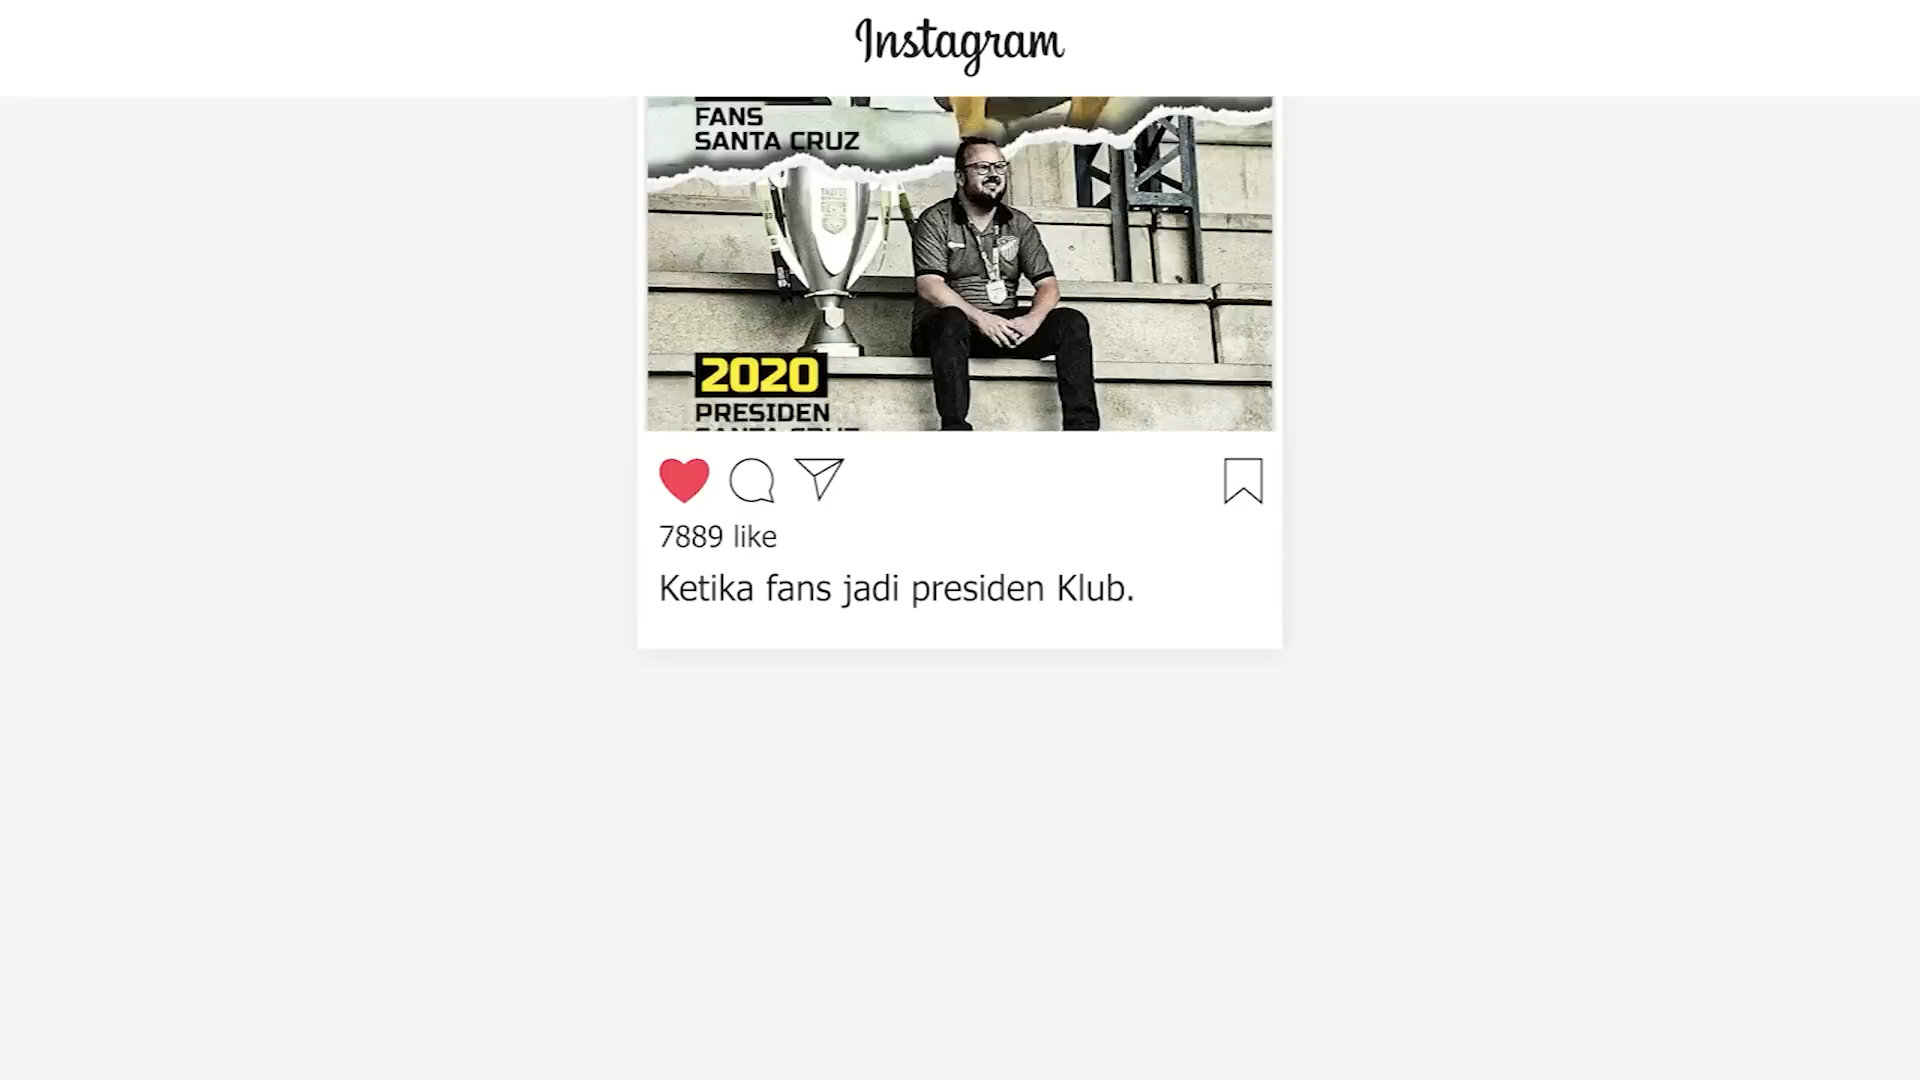 Instagram
FANS
SANTA CRUZ
2020
PRESIDEN
7889 like
Ketika fans jadi presiden Klub.